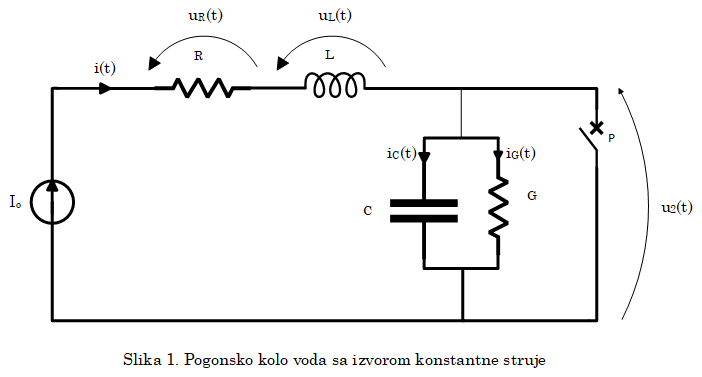 uR(t) uL(t)
R L
i(t)
P
iC(t) iG(t)
Io
C G
u2(t)
Slika 1. Pogonsko kolo voda sa izvorom konstantne struje